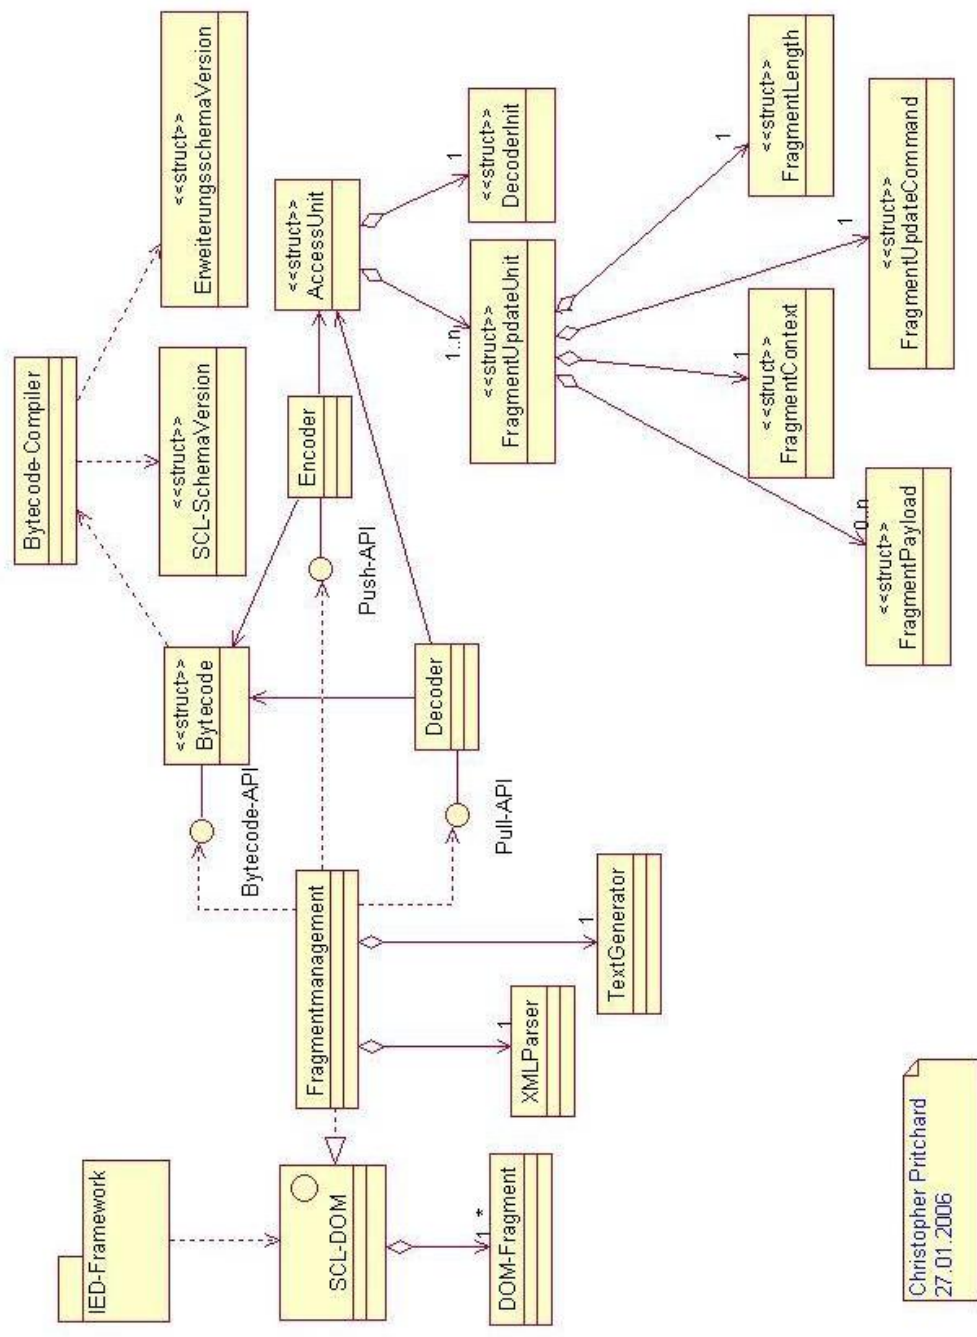 IED-Framework
SCL-DOM
1..*
DOM-Fragment
Fragmentmanagement
1
XMLParser
1
TextGenerator
Bytecode-API
Push-API
Pull-API
<<struct>>
Bytecode
Encoder
Decoder
Bytecode-Compiler
<<struct>>
SCL-SchemaVersion
<<struct>>
ErweiterungsschemaVersion
<<struct>>
AccessUnit
1
<<struct>>
DecoderInit
1..n
<<struct>>
FragmentUpdateUnit
0..n
<<struct>>
FragmentPayload
1
<<struct>>
FragmentContext
1
<<struct>>
FragmentUpdateCommand
1
<<struct>>
FragmentLength
Christopher Pritchard
27.01.2006